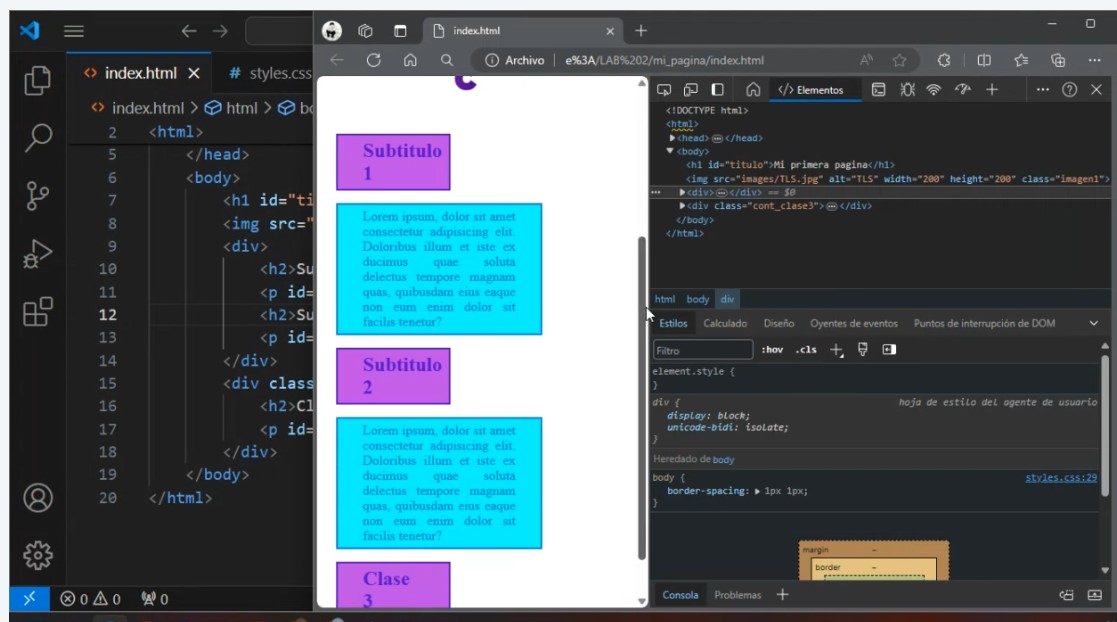 index.html
styles.css
index.html > html > bo
2 <html>
5 </head>
6 <body>
7 <h1 id="ti
8 <img src="
9 <div>
10 <h2>Su
11 <p id=
12 <h2>Su
13 <p id=
14 </div>
15 <div class
16 <h2>Cl
17 <p id=
18 </div>
19 </body>
20 </html>
0 0 0
index.html
Archivo e%3A/LAB%202/mi_pagina/index.html
Subtitulo
1
Lorem ipsum, dolor sit amet
consectetur adipisicing elit.
Doloribus illum et iste ex
ducimus quae soluta
delectus tempore magnam
quas, quibusdam eius eaque
non eum enim dolor sit
facilis tenetur?
Subtitulo
2
Lorem ipsum, dolor sit amet
consectetur adipisicing elit.
Doloribus illum et iste ex
ducimus quae soluta
delectus tempore magnam
quas, quibusdam eius eaque
non eum enim dolor sit
facilis tenetur?
Clase
3
</> Elementos
<!DOCTYPE html>
<html>
<head> </head>
<body>
<h1 id="titulo">Mi primera pagina</h1>
<img src="images/TLS.jpg" alt="TLS" width="200" height="200" class="imagen1">
<div> </div> == $0
<div class="cont_clase3"> </div>
</body>
</html>
html body div
Estilos Calculado Diseño Oyentes de eventos Puntos de interrupción de DOM
Filtro :hov .cls
element.style {
}
div { hoja de estilo del agente de usuario
display: block;
unicode-bidi: isolate;
}
Heredado de body
body { styles.css:29
border-spacing: 1px 1px;
}
margin -
border -
Consola Problemas